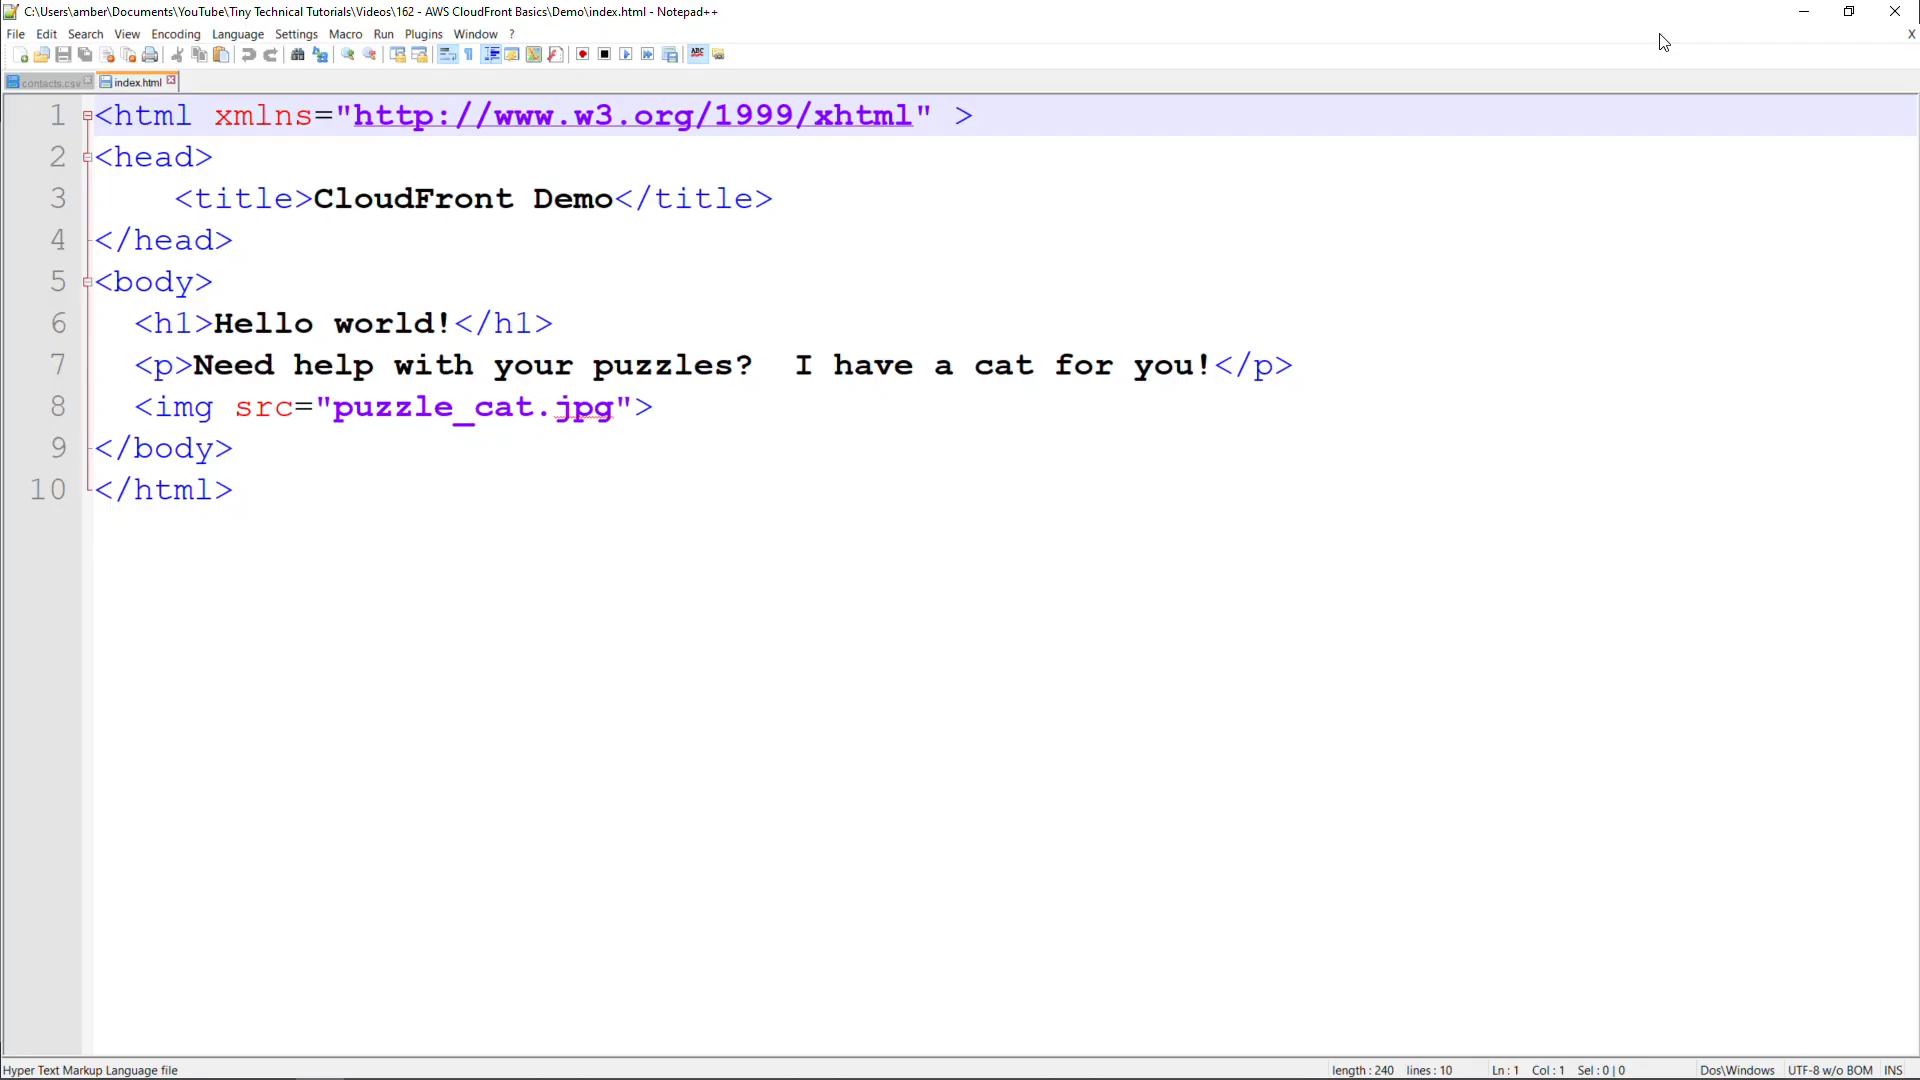 C:\Users\amber\Documents\YouTube\Tiny Technical Tutorials\Videos\162 - AWS CloudFront Basics\Demo\index.html - Notepad++
File Edit Search View Encoding Language Settings Macro Run Plugins Window ? X
ABC
contacts.csv index.html
1 <html xmlns="http://www.w3.org/1999/xhtml" >
2 <head>
3 <title>CloudFront Demo</title>
4 </head>
5 <body>
6 <h1>Hello world!</h1>
7 <p>Need help with your puzzles?  I have a cat for you!</p>
8 <img src="puzzle_cat.jpg">
9 </body>
10 </html>
Hyper Text Markup Language file length : 240 lines : 10 Ln : 1 Col : 1 Sel : 0 | 0 Dos\Windows UTF-8 w/o BOM INS